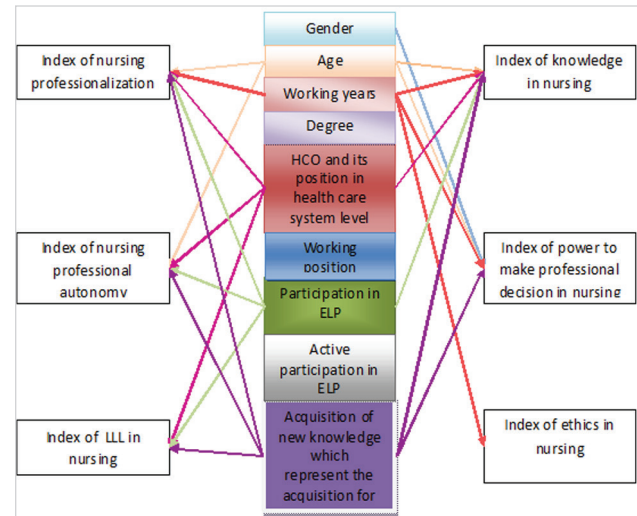 Gender
Age
Working years
Degree
HCO and its
position in
health care
system level
Working
position
Participation in
ELP
Active
participation in
ELP
Acquisition of
new knowledge
which
represent the
acquisition for
Index of nursing
professionalization
Index of nursing
professional
autonomy
Index of LLL in
nursing
Index of knowledge
in nursing
Index of power to
make professional
decision in nursing
Index of ethics in
nursing